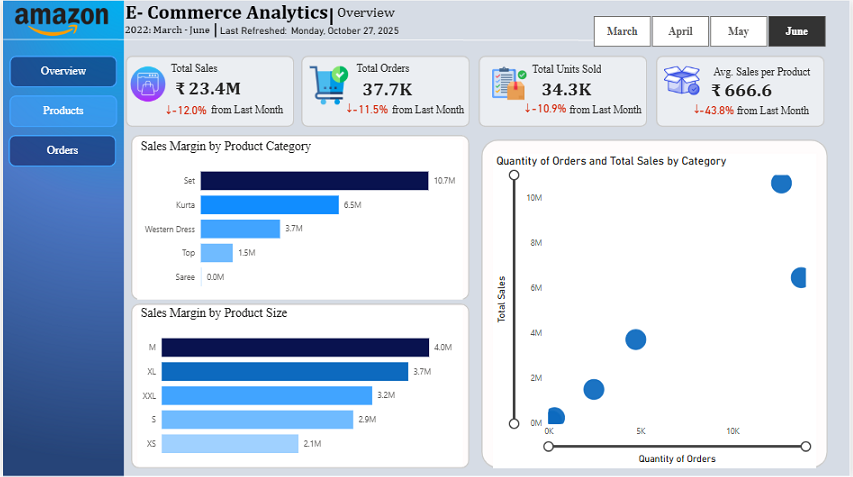 amazon
E- Commerce Analytics| Overview
2022: March - June | Last Refreshed: Monday, October 27, 2025
March
April
May
June
Overview
Products
Orders
Total Sales
₹ 23.4M
↓-12.0% from Last Month
Total Orders
37.7K
↓-11.5% from Last Month
Total Units Sold
34.3K
↓-10.9% from Last Month
Avg. Sales per Product
₹ 666.6
↓-43.8% from Last Month
Sales Margin by Product Category
Set 10.7M
Kurta 6.5M
Western Dress 3.7M
Top 1.5M
Saree 0.0M
Sales Margin by Product Size
M 4.0M
XL 3.7M
XXL 3.2M
S 2.9M
XS 2.1M
Quantity of Orders and Total Sales by Category
Total Sales
10M
8M
6M
4M
2M
0M
0K 5K 10K
Quantity of Orders